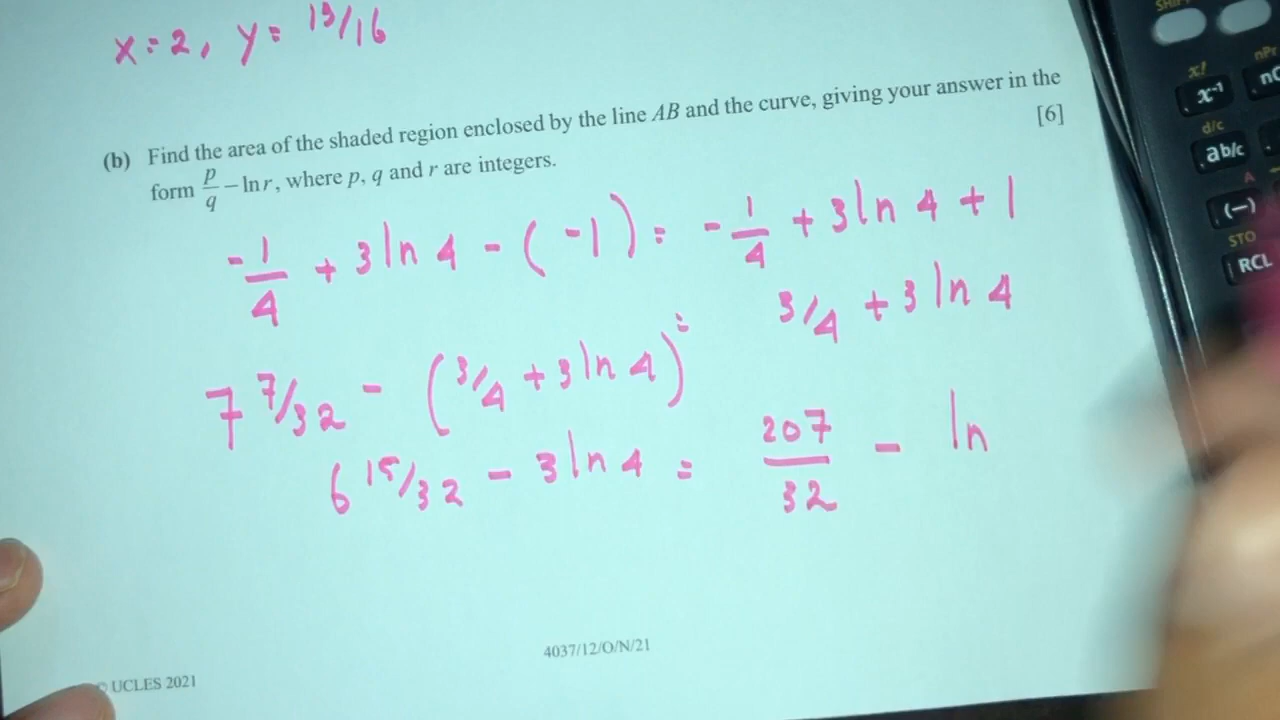 x = 2, y = 13/16
(b) Find the area of the shaded region enclosed by the line AB and the curve, giving your answer in the
form p/q − ln r, where p, q and r are integers. [6]
-1/4 + 3 ln 4 - (-1) = -1/4 + 3 ln 4 + 1
3/4 + 3 ln 4
7 7/32 - (3/4 + 3 ln 4) =
6 15/32 - 3 ln 4 = 207/32 - ln
4037/12/O/N/21
© UCLES 2021
x!
x⁻¹
nPr
d/c
ab/c
A
(−)
STO
RCL